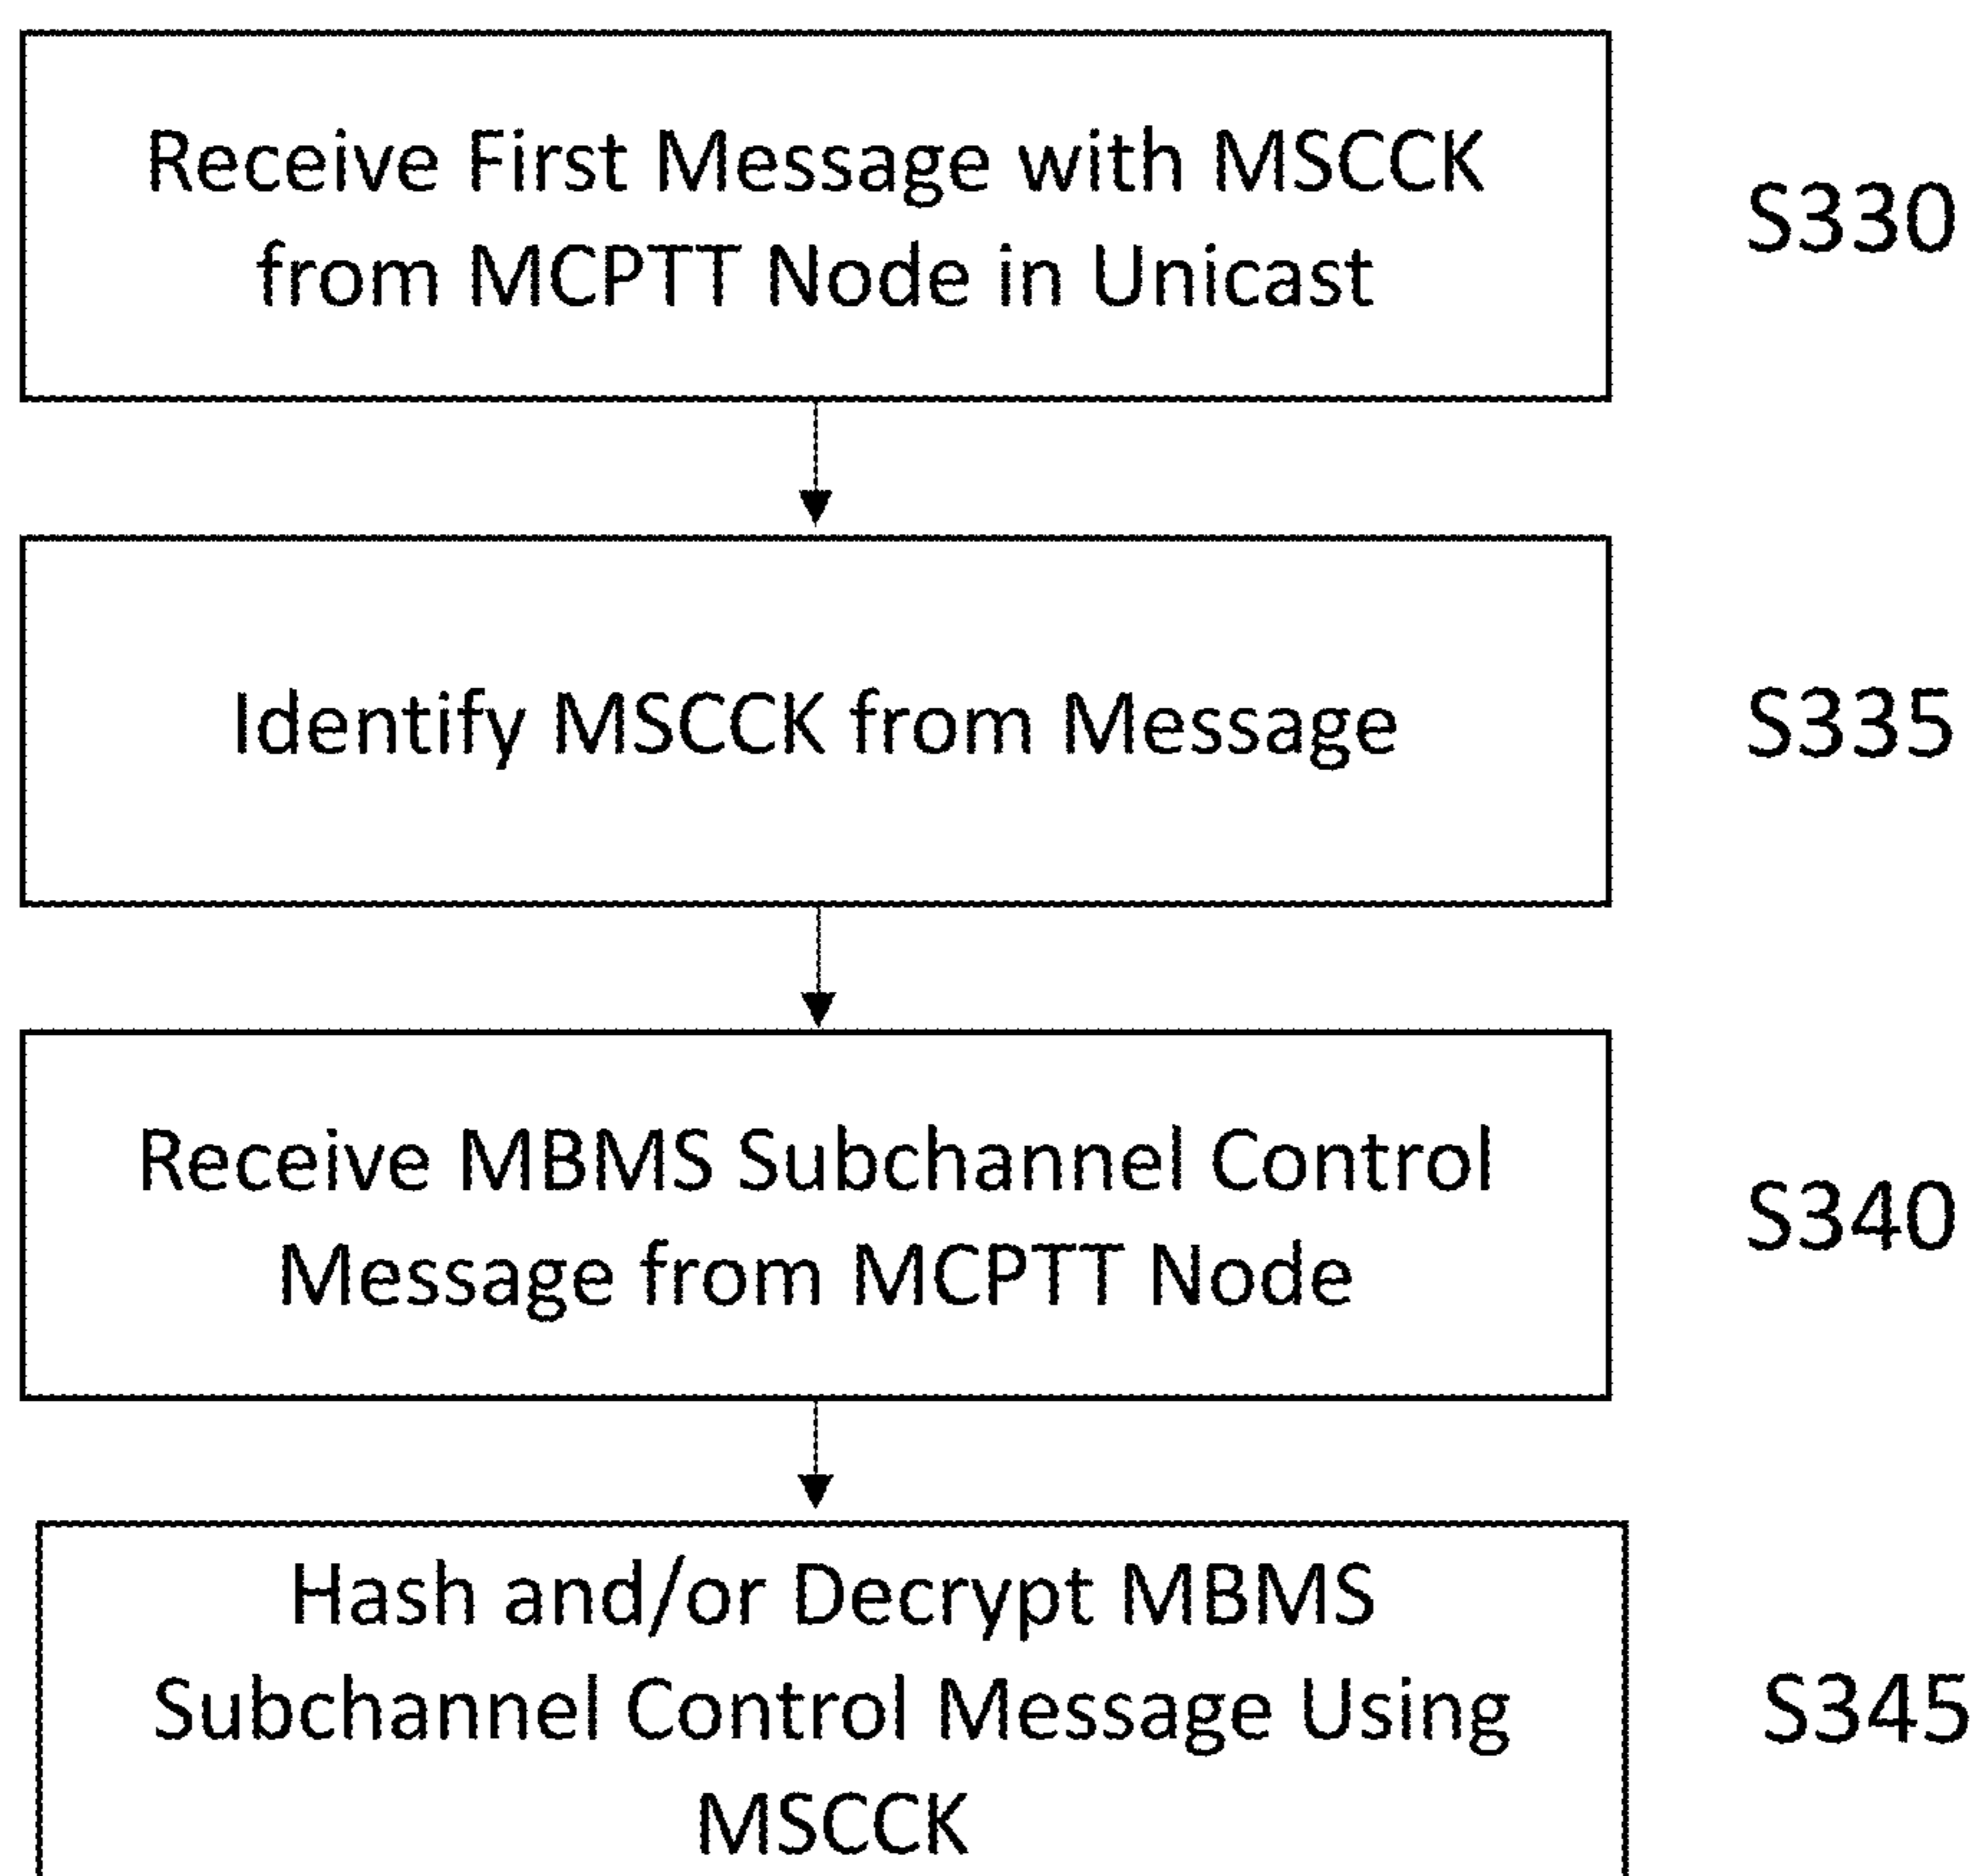 Receive First Message with MSCCK
from MCPTT Node in Unicast
S330
Identify MSCCK from Message
S335
Receive MBMS Subchannel Control
Message from MCPTT Node
S340
Hash and/or Decrypt MBMS
Subchannel Control Message Using
MSCCK
S345